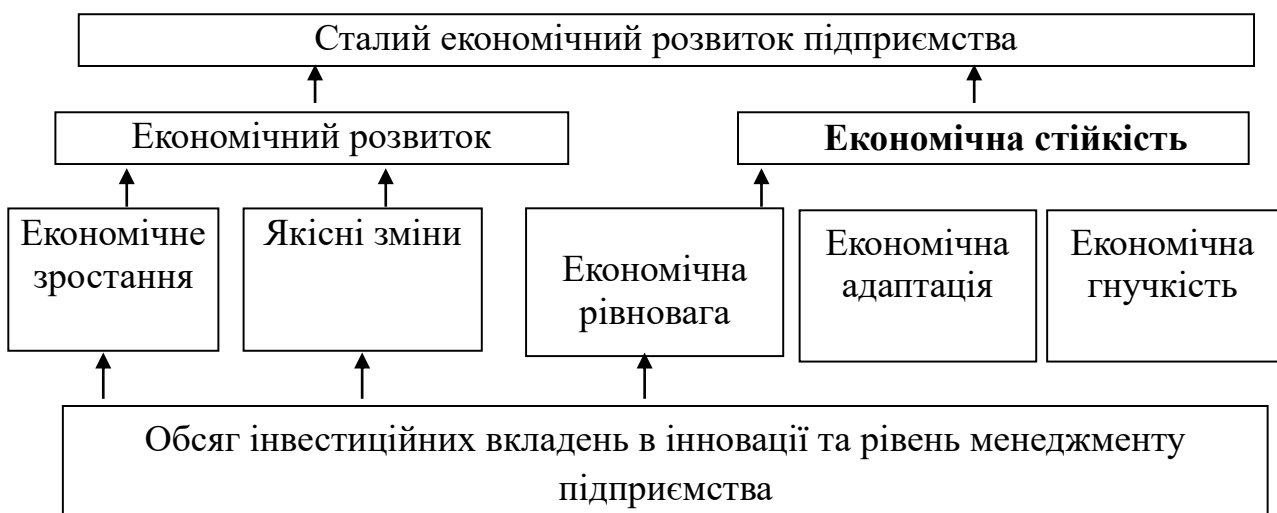 Сталий економічний розвиток підприємства
Економічний розвиток
Економічна стійкість
Економічне
зростання
Якісні зміни
Економічна
рівновага
Економічна
адаптація
Економічна
гнучкість
Обсяг інвестиційних вкладень в інновації та рівень менеджменту
підприємства